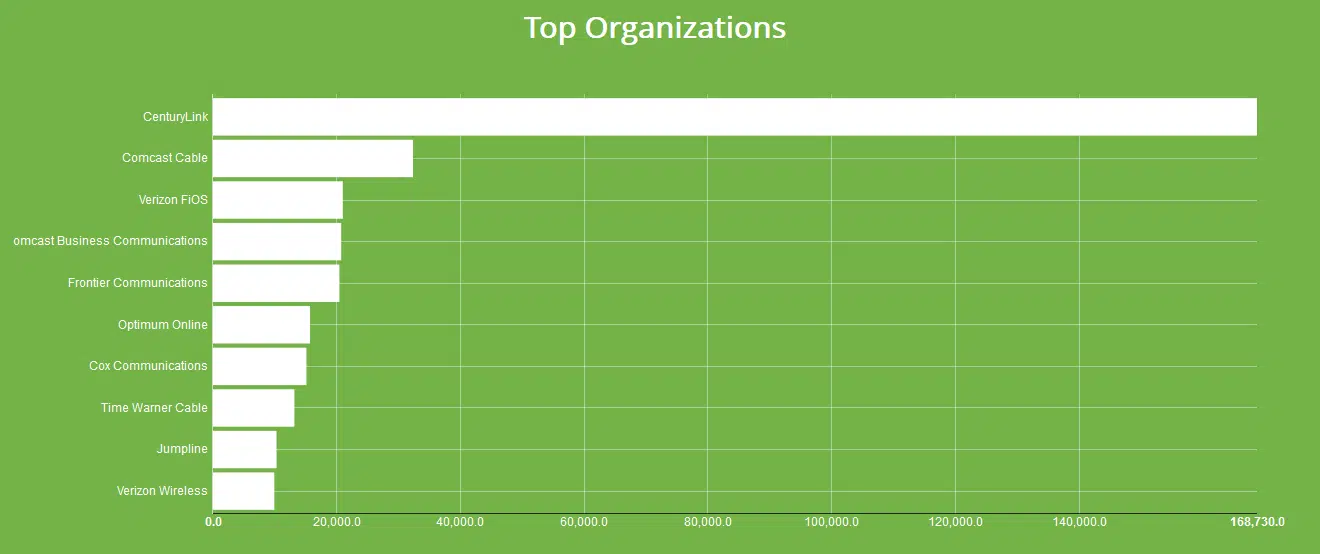 Top Organizations
CenturyLink
Comcast Cable
Verizon FiOS
omcast Business Communications
Frontier Communications
Optimum Online
Cox Communications
Time Warner Cable
Jumpline
Verizon Wireless
0.0 20,000.0 40,000.0 60,000.0 80,000.0 100,000.0 120,000.0 140,000.0 168,730.0